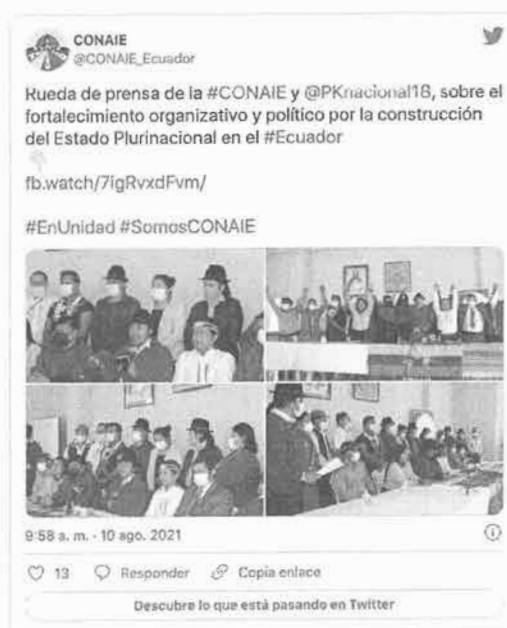 CONAIE
@CONAIE_Ecuador
Rueda de prensa de la #CONAIE y @PKnacional18, sobre el
fortalecimiento organizativo y político por la construcción
del Estado Plurinacional en el #Ecuador
fb.watch/7igRvxdFvm/
#EnUnidad #SomosCONAIE
9:58 a. m. · 10 ago. 2021
13 Responder Copia enlace
Descubre lo que está pasando en Twitter